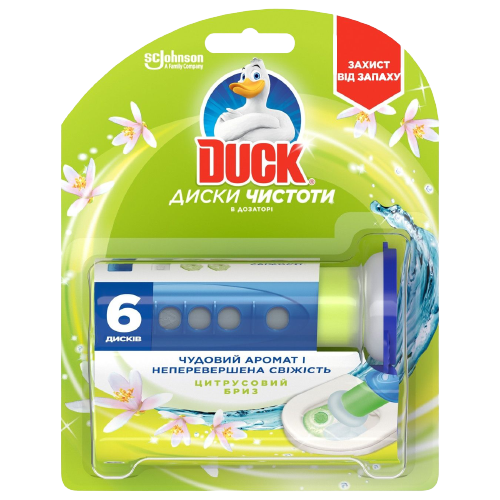 SC Johnson
A Family Company
ЗАХИСТ
ВІД ЗАПАХУ
DUCK®
ДИСКИ ЧИСТОТИ
В ДОЗАТОРІ
6
ДИСКІВ
ЧУДОВИЙ АРОМАТ І
НЕПЕРЕВЕРШЕНА СВІЖІСТЬ
ЦИТРУСОВИЙ
БРИЗ